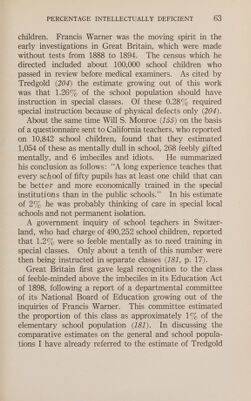 PERCENTAGE INTELLECTUALLY DEFICIENT 63
children. Francis Warner was the moving spirit in the
early investigations in Great Britain, which were made
without tests from 1888 to 1894. The census which he
directed included about 100,000 school children who
passed in review before medical examiners. As cited by
Tredgold (204) the estimate growing out of this work
was that 1.26% of the school population should have
instruction in special classes. Of these 0.28% required
special instruction because of physical defects only (204).
About the same time Will S. Monroe (155) on the basis
of a questionnaire sent to California teachers, who reported
on 10,842 school children, found that they estimated
1,054 of these as mentally dull in school, 268 feebly gifted
mentally, and 6 imbeciles and idiots. He summarized
his conclusion as follows: "A long experience teaches that
every school of fifty pupils has at least one child that can
be better and more economically trained in the special
institutions than in the public schools." In his estimate
of 2% he was probably thinking of care in special local
schools and not permanent isolation.
A government inquiry of school teachers in Switzer-
land, who had charge of 490,252 school children, reported
that 1.2% were so feeble mentally as to need training in
special classes. Only about a tenth of this number were
then being instructed in separate classes (181, p. 17).
Great Britain first gave legal recognition to the class
of feeble-minded above the imbeciles in its Education Act
of 1898, following a report of a departmental committee
of its National Board of Education growing out of the
inquiries of Francis Warner. This committee estimated
the proportion of this class as approximately 1% of the
elementary school population (181). In discussing the
comparative estimates on the general and school popula-
tions I have already referred to the estimate of Tredgold